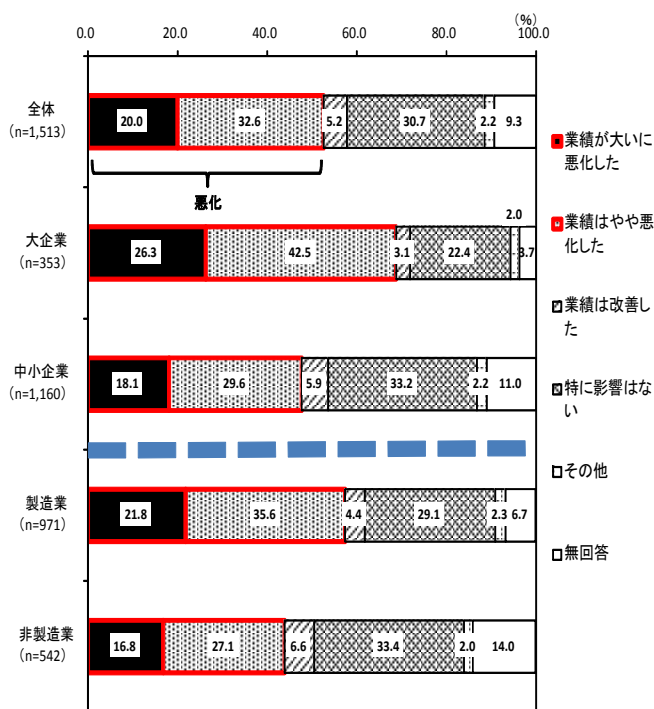 (%)
0.0 20.0 40.0 60.0 80.0 100.0
全体
(n=1,513)
20.0 32.6 5.2 30.7 2.2 9.3
悪化
大企業
(n=353)
26.3 42.5 3.1 22.4 2.0 3.7
中小企業
(n=1,160)
18.1 29.6 5.9 33.2 2.2 11.0
製造業
(n=971)
21.8 35.6 4.4 29.1 2.3 6.7
非製造業
(n=542)
16.8 27.1 6.6 33.4 2.0 14.0
業績が大いに
悪化した
業績はやや悪
化した
業績は改善し
た
特に影響はな
い
その他
無回答